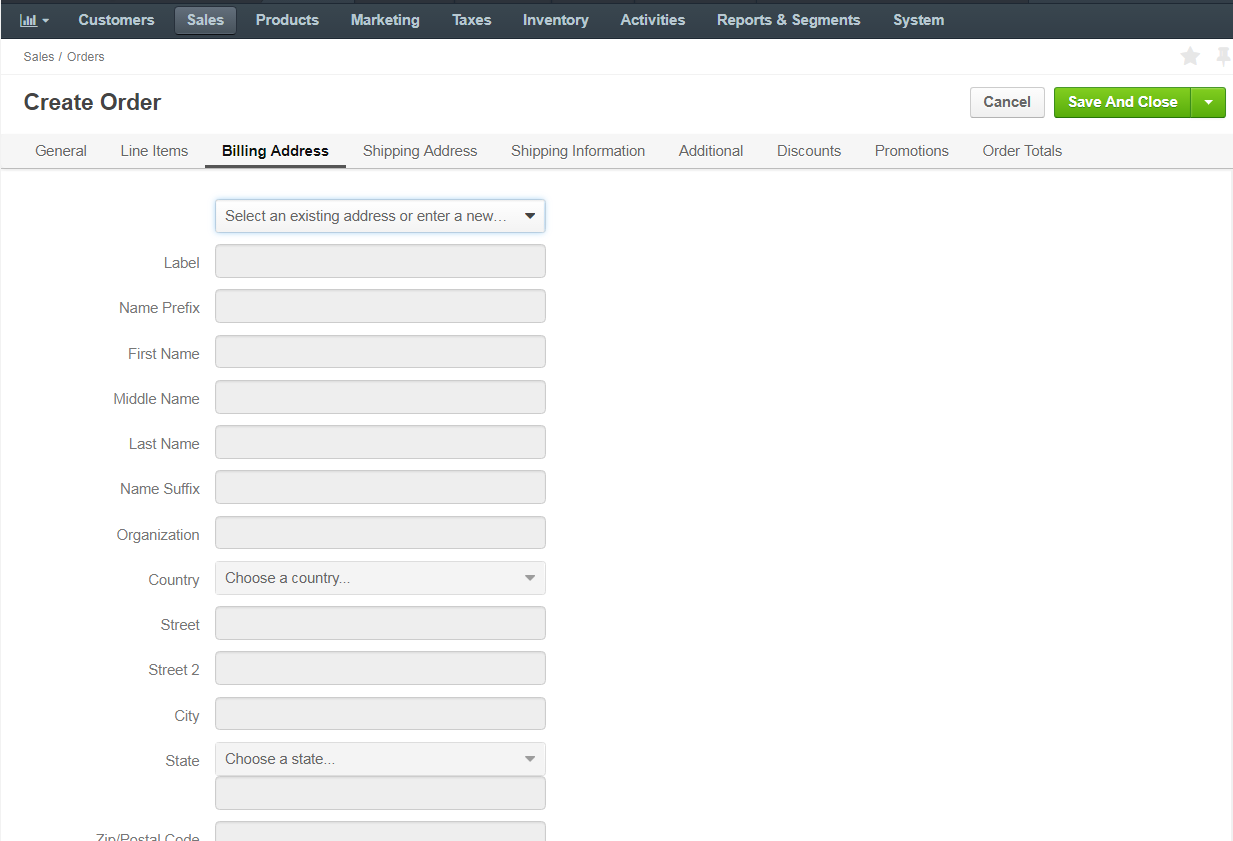 Customers Sales Products Marketing Taxes Inventory Activities Reports & Segments System
Sales / Orders
Create Order
Cancel
Save And Close
General Line Items Billing Address Shipping Address Shipping Information Additional Discounts Promotions Order Totals
Select an existing address or enter a new…
Label
Name Prefix
First Name
Middle Name
Last Name
Name Suffix
Organization
Country Choose a country...
Street
Street 2
City
State Choose a state...
Zip/Postal Code